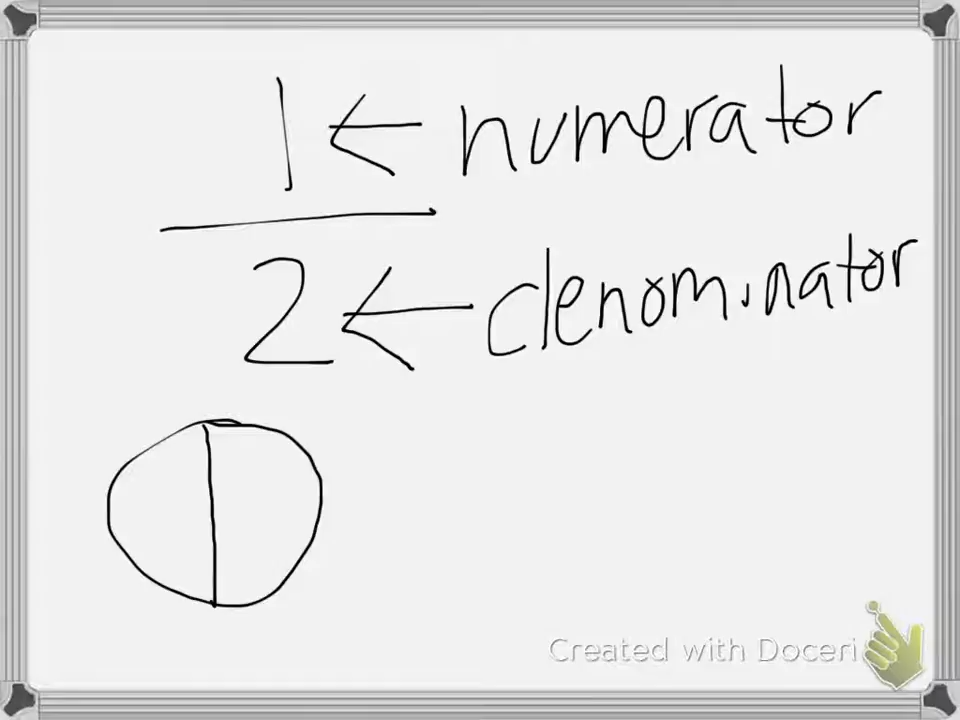 1 ← numerator
2 ← denominator
Created with Doceri